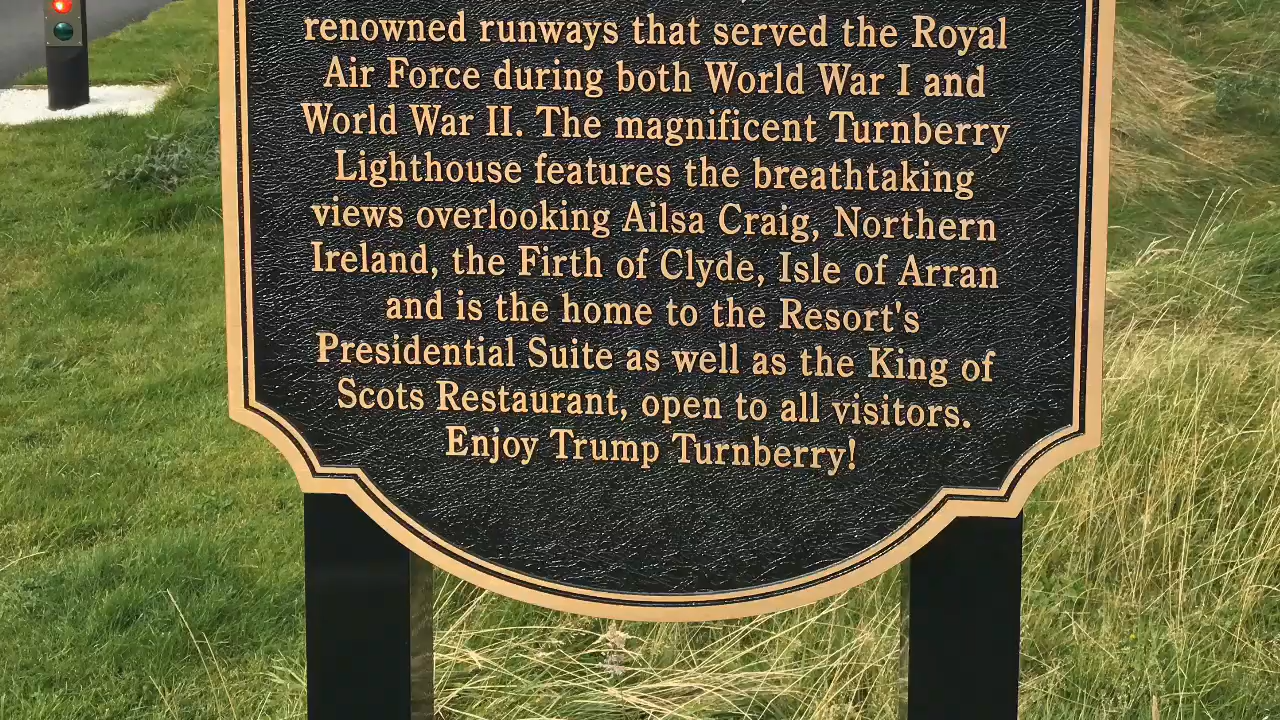 renowned runways that served the Royal
Air Force during both World War I and
World War II. The magnificent Turnberry
Lighthouse features the breathtaking
views overlooking Ailsa Craig, Northern
Ireland, the Firth of Clyde, Isle of Arran
and is the home to the Resort's
Presidential Suite as well as the King of
Scots Restaurant, open to all visitors.
Enjoy Trump Turnberry!